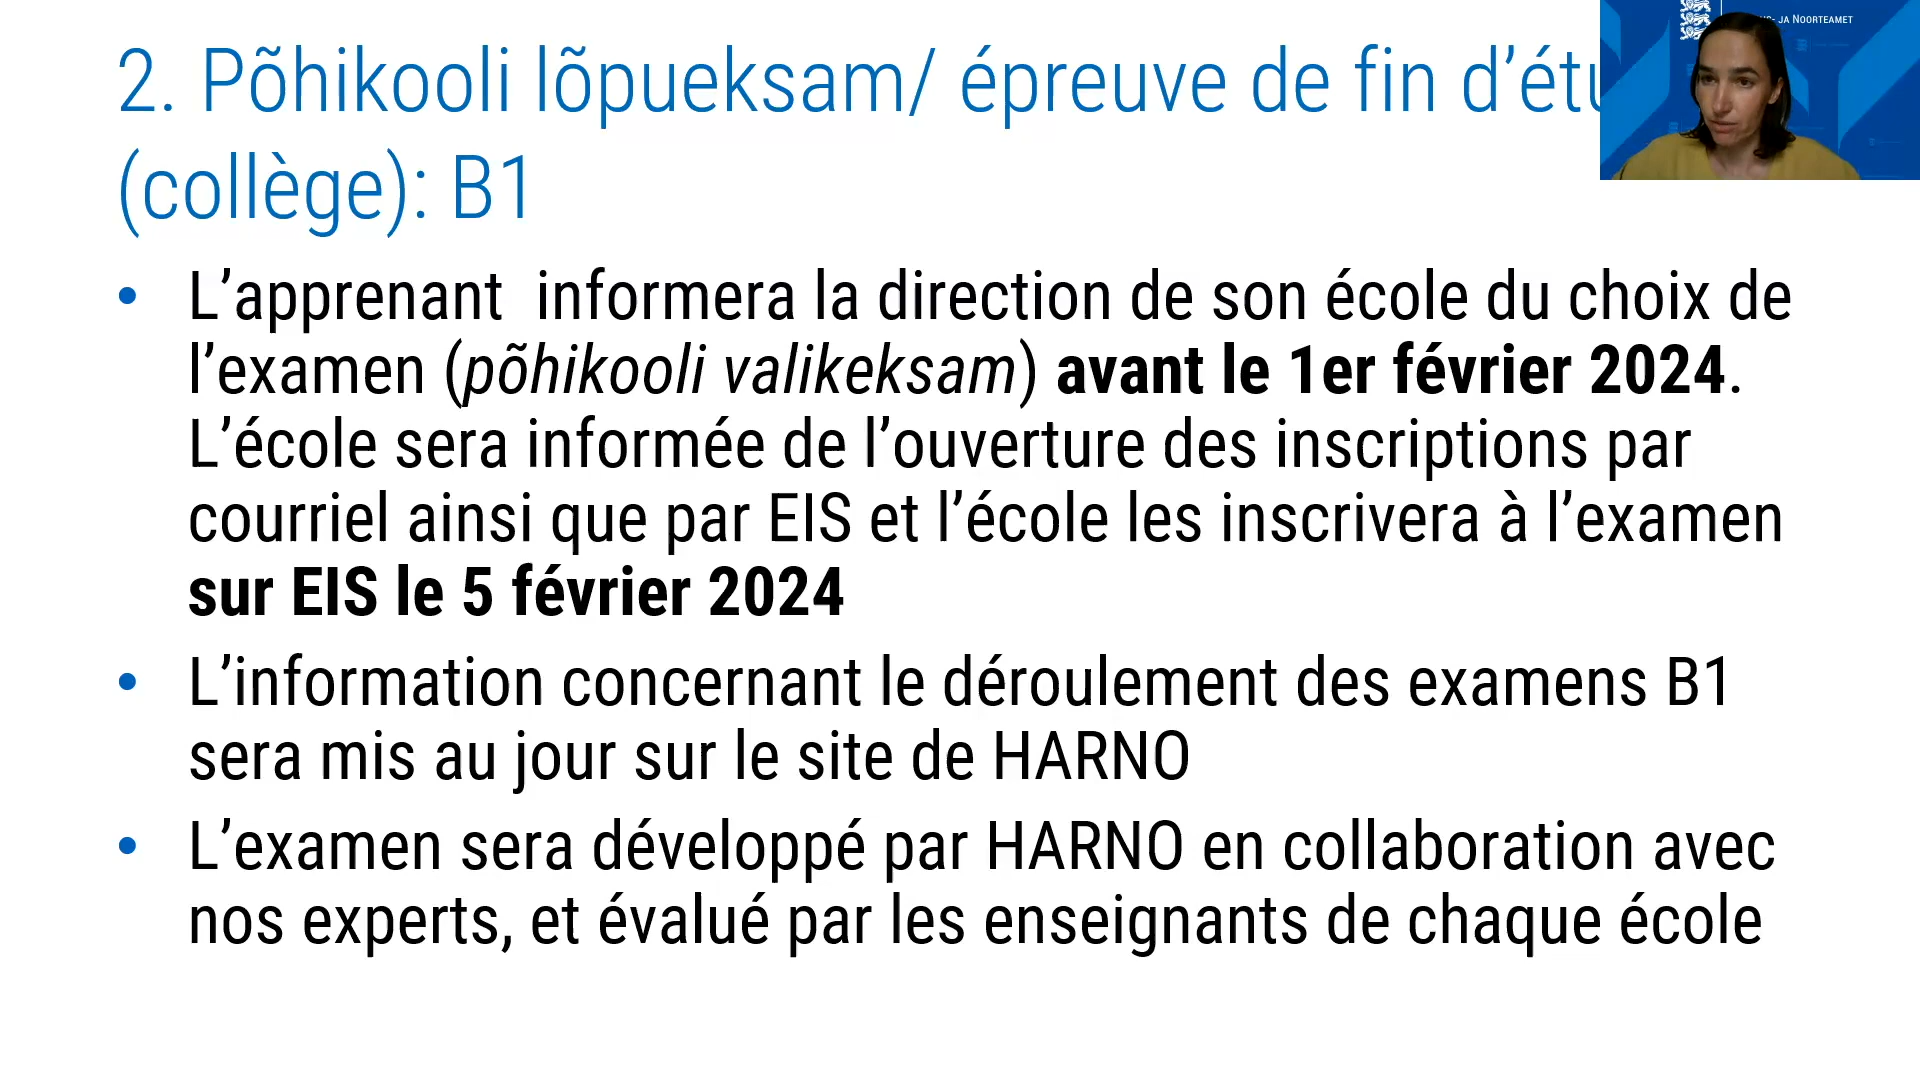 2. Põhikooli lõpueksam/ épreuve de fin
(collège): B1
JA NOORTEAMET
• L’apprenant  informera la direction de son école du choix de
l’examen (põhikooli valikeksam) avant le 1er février 2024.
L’école sera informée de l’ouverture des inscriptions par
courriel ainsi que par EIS et l’école les inscrivera à l’examen
sur EIS le 5 février 2024
• L’information concernant le déroulement des examens B1
sera mis au jour sur le site de HARNO
• L’examen sera développé par HARNO en collaboration avec
nos experts, et évalué par les enseignants de chaque école